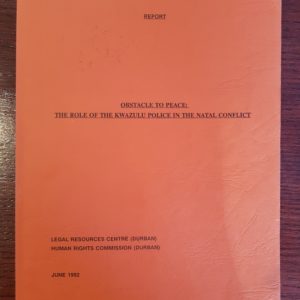 REPORT
OBSTACLE TO PEACE:
THE ROLE OF THE KWAZULU POLICE IN THE NATAL CONFLICT
LEGAL RESOURCES CENTRE (DURBAN)
HUMAN RIGHTS COMMISSION (DURBAN)
JUNE 1992